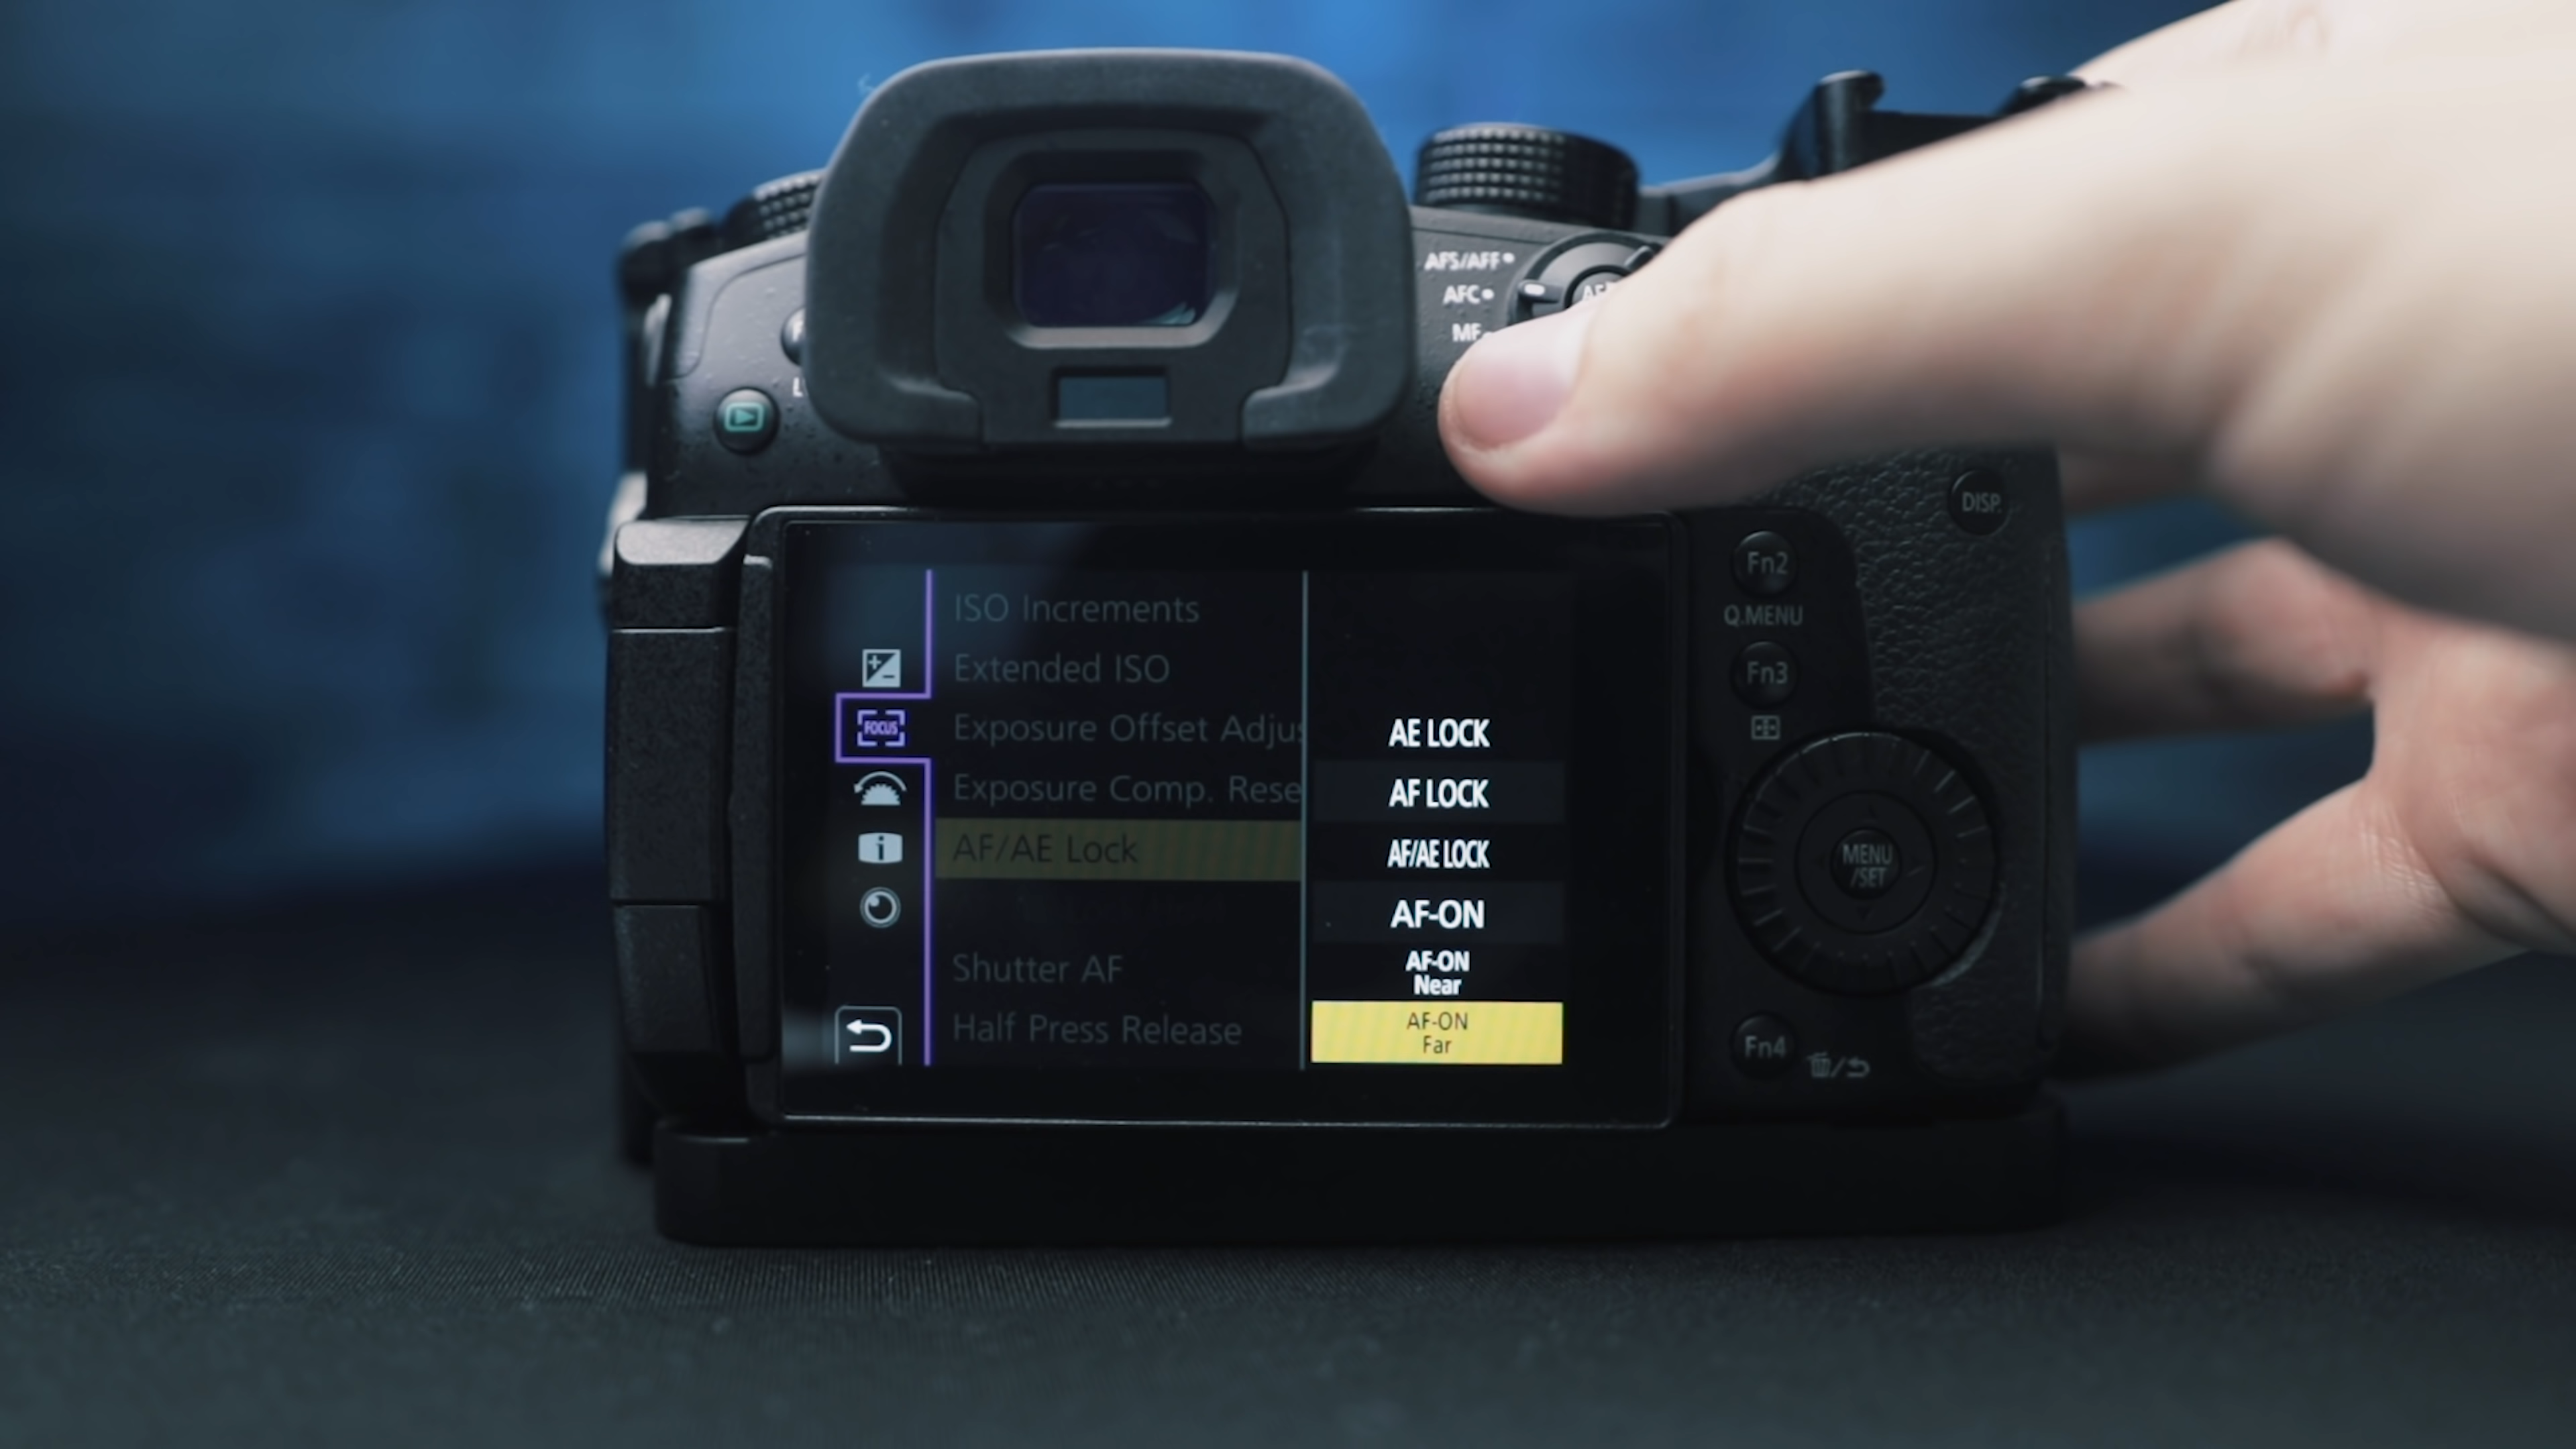 AFS/AFF
AFC
MF
ISO Increments
Extended ISO
Exposure Offset Adjus
Exposure Comp. Rese
AF/AE Lock
Shutter AF
Half Press Release
FOCUS
AE LOCK
AF LOCK
AF/AE LOCK
AF-ON
AF-ON
Near
AF-ON
Far
DISP.
Fn2
Q.MENU
Fn3
MENU
/SET
Fn4